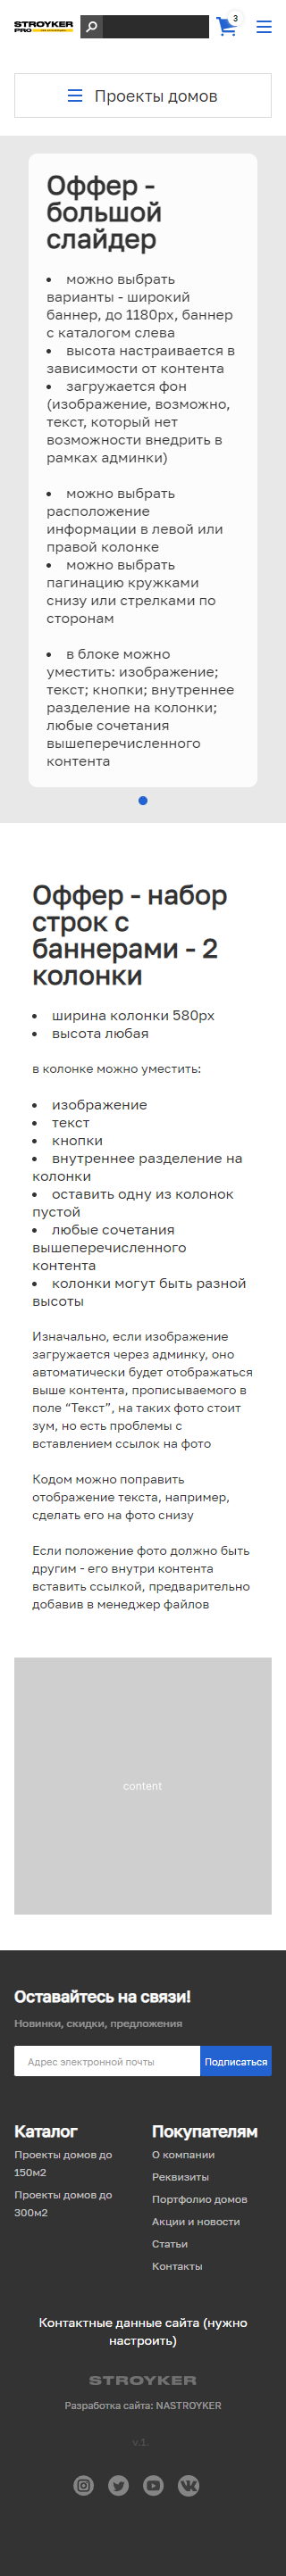 STROYKER
PRO
3
Проекты домов
Оффер -
большой
слайдер
• можно выбрать
варианты - широкий
баннер, до 1180px, баннер
с каталогом слева
• высота настраивается в
зависимости от контента
• загружается фон
(изображение, возможно,
текст, который нет
возможности внедрить в
рамках админки)
• можно выбрать
расположение
информации в левой или
правой колонке
• можно выбрать
пагинацию кружками
снизу или стрелками по
сторонам
• в блоке можно
уместить: изображение;
текст; кнопки; внутреннее
разделение на колонки;
любые сочетания
вышеперечисленного
контента
Оффер - набор
строк с
баннерами - 2
колонки
• ширина колонки 580px
• высота любая
в колонке можно уместить:
• изображение
• текст
• кнопки
• внутреннее разделение на
колонки
• оставить одну из колонок
пустой
• любые сочетания
вышеперечисленного
контента
• колонки могут быть разной
высоты
Изначально, если изображение
загружается через админку, оно
автоматически будет отображаться
выше контента, прописываемого в
поле “Текст”, на таких фото стоит
зум, но есть проблемы с
вставлением ссылок на фото
Кодом можно поправить
отображение текста, например,
сделать его на фото снизу
Если положение фото должно быть
другим - его внутри контента
вставить ссылкой, предварительно
добавив в менеджер файлов
content
Оставайтесь на связи!
Новинки, скидки, предложения
Адрес электронной почты
Подписаться
Каталог
Проекты домов до
150м2
Проекты домов до
300м2
Покупателям
О компании
Реквизиты
Портфолио домов
Акции и новости
Статьи
Контакты
Контактные данные сайта (нужно
настроить)
STROYKER
Разработка сайта: NASTROYKER
v.1.